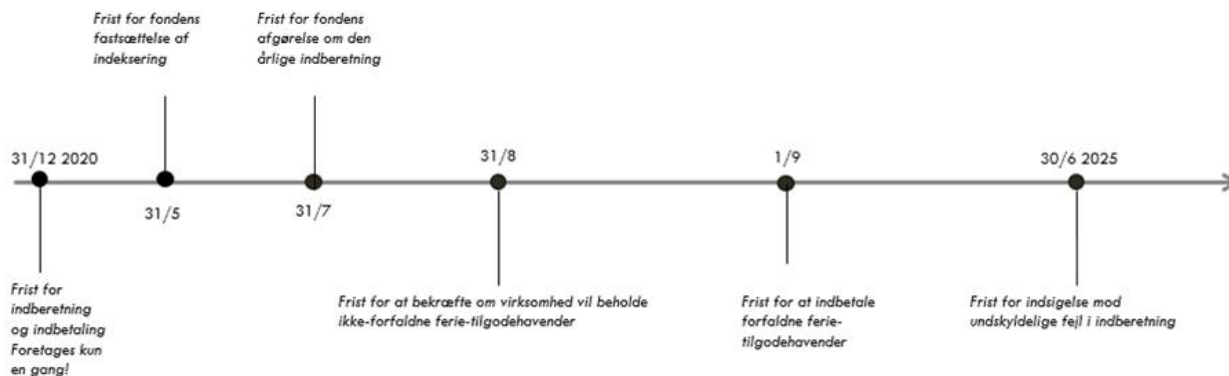 Frist for fondens
fastsættelse af
indeksering
Frist for fondens
afgørelse om den
årlige indberetning
31/12 2020
31/5
31/7
31/8
1/9
30/6 2025
Frist for
indberetning
og indbetaling
Foretages kun
en gang!
Frist for at bekræfte om virksomhed vil beholde
ikke-forfaldne ferie-tilgodehavender
Frist for at indbetale
forfaldne ferie-
tilgodehavender
Frist for indsigelse mod
undskyldelige fejl i indberetning